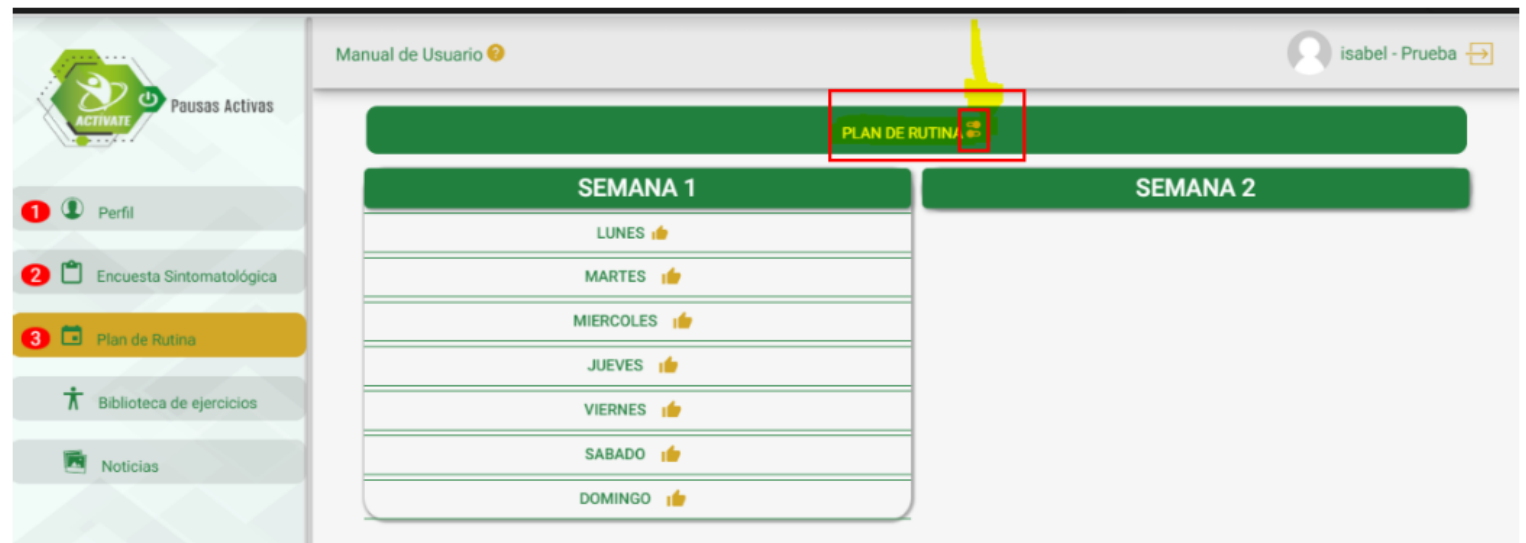 Manual de Usuario
isabel - Prueba
ACTIVATE
Pausas Activas
PLAN DE RUTINA
SEMANA 1
SEMANA 2
1 Perfil
2 Encuesta Sintomatológica
3 Plan de Rutina
Biblioteca de ejercicios
Noticias
LUNES
MARTES
MIERCOLES
JUEVES
VIERNES
SABADO
DOMINGO